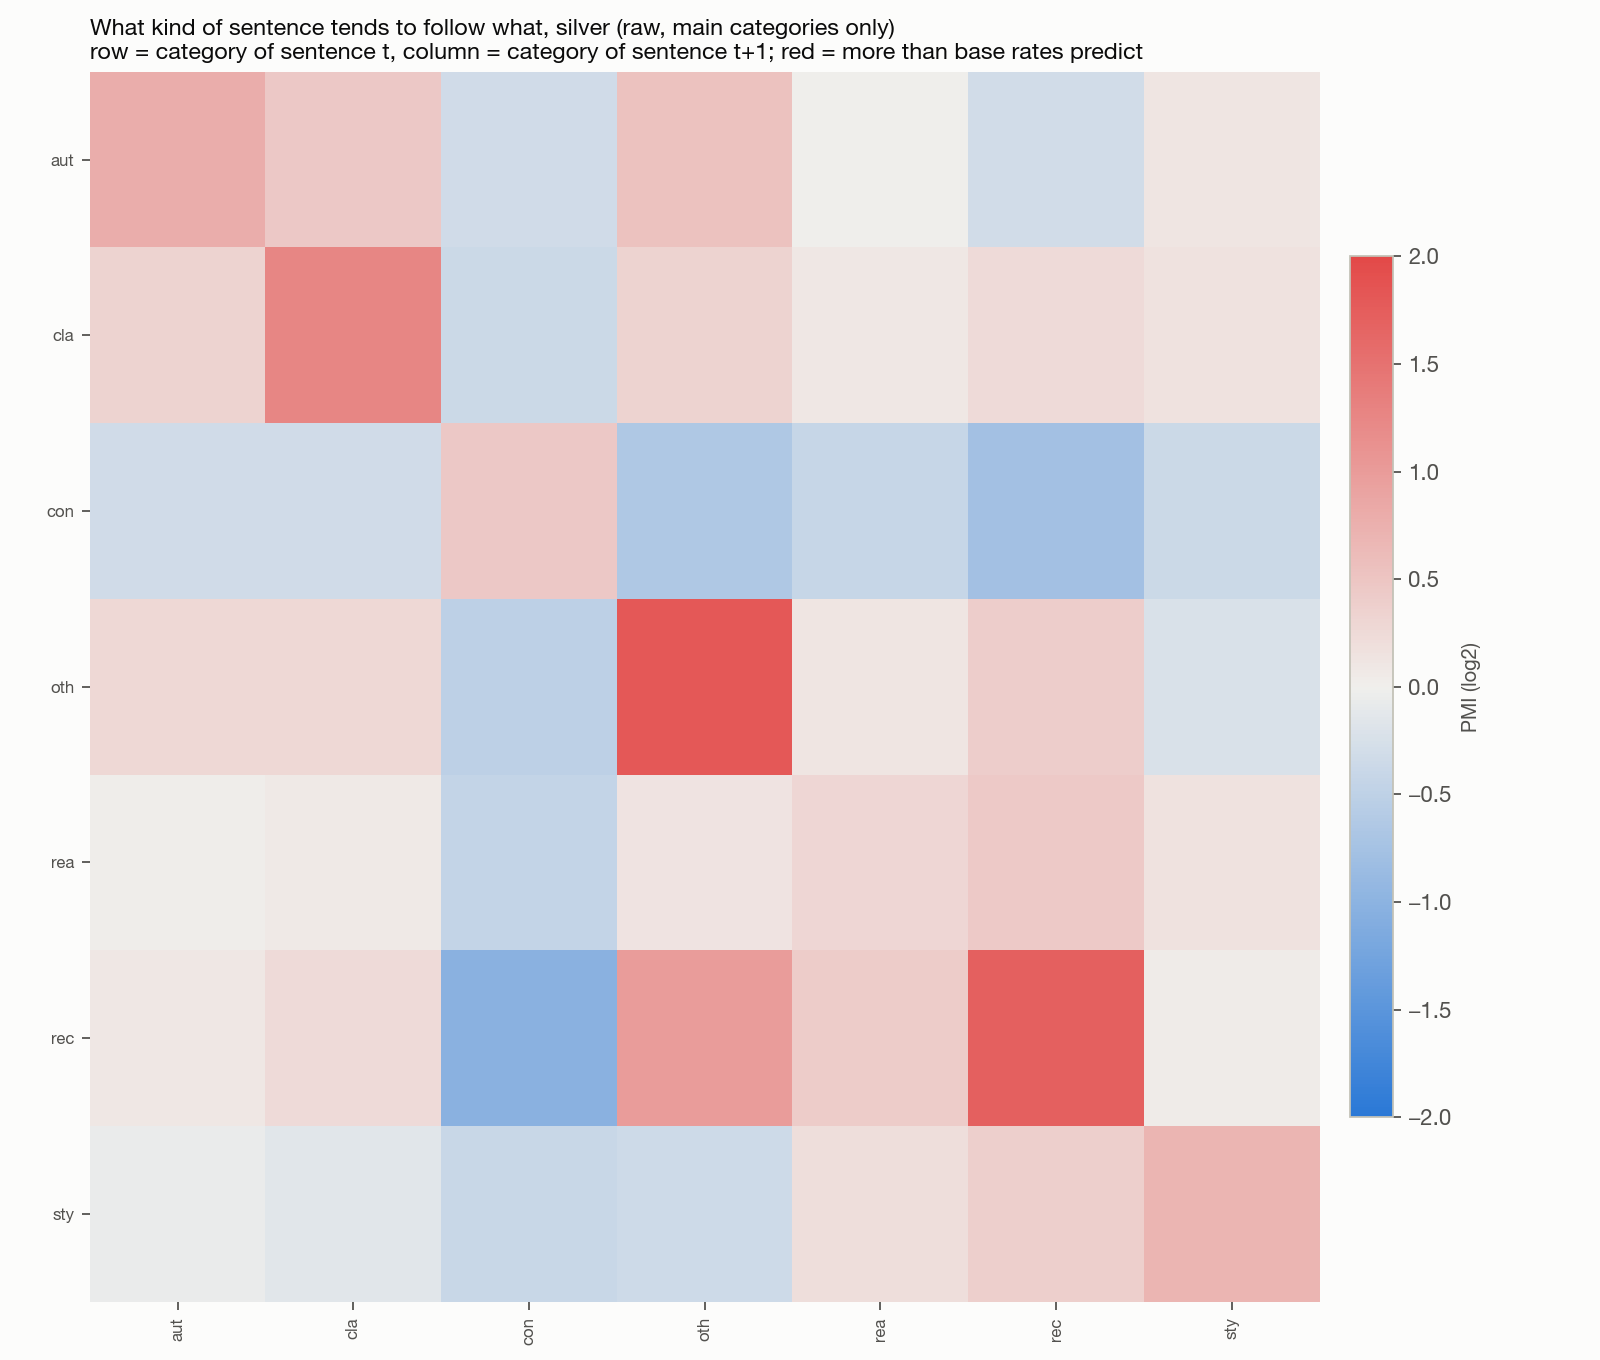 What kind of sentence tends to follow what, silver (raw, main categories only)
row = category of sentence t, column = category of sentence t+1; red = more than base rates predict
aut
cla
con
oth
rea
rec
sty
aut
cla
con
oth
rea
rec
sty
2.0
1.5
1.0
0.5
0.0
−0.5
−1.0
−1.5
−2.0
PMI (log2)